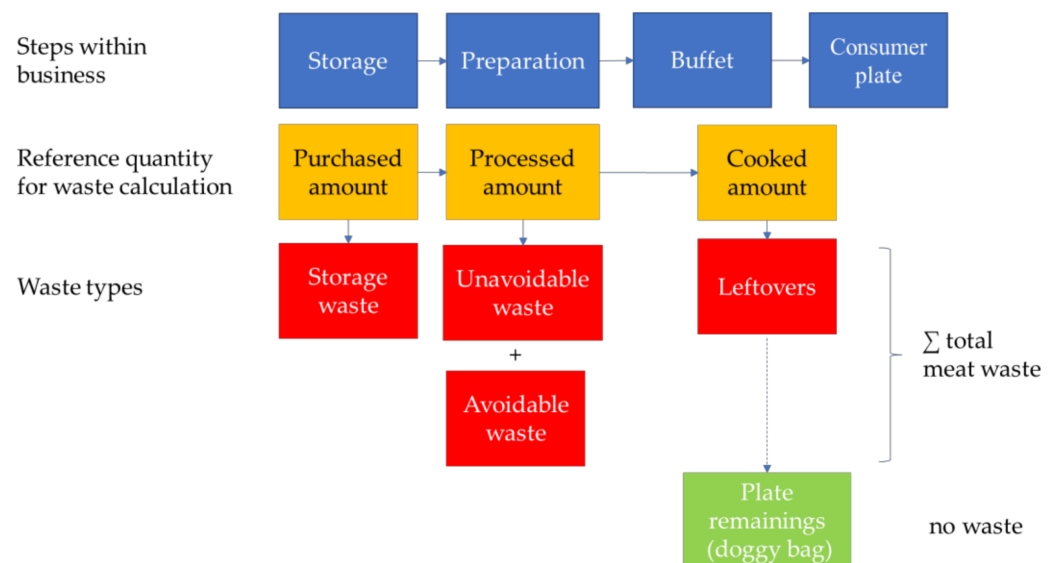 Steps within
business
Storage
Preparation
Buffet
Consumer
plate
Reference quantity
for waste calculation
Purchased
amount
Processed
amount
Cooked
amount
Waste types
Storage
waste
Unavoidable
waste
+
Avoidable
waste
Leftovers
∑ total
meat waste
Plate
remainings
(doggy bag)
no waste